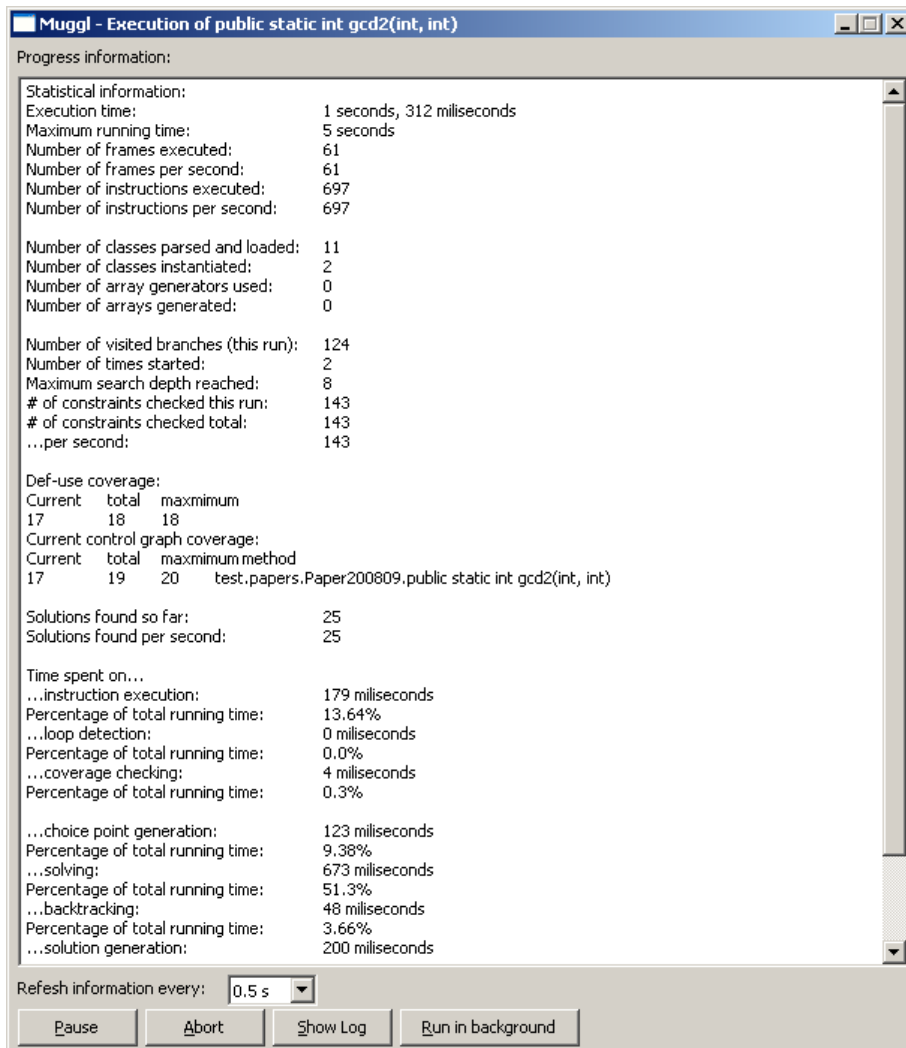 Muggl - Execution of public static int gcd2(int, int)
Progress information:
Statistical information:
Execution time: 1 seconds, 312 miliseconds
Maximum running time: 5 seconds
Number of frames executed: 61
Number of frames per second: 61
Number of instructions executed: 697
Number of instructions per second: 697
Number of classes parsed and loaded: 11
Number of classes instantiated: 2
Number of array generators used: 0
Number of arrays generated: 0
Number of visited branches (this run): 124
Number of times started: 2
Maximum search depth reached: 8
# of constraints checked this run: 143
# of constraints checked total: 143
...per second: 143
Def-use coverage:
Current total maxmimum
17 18 18
Current control graph coverage:
Current total maxmimum method
17 19 20 test.papers.Paper200809.public static int gcd2(int, int)
Solutions found so far: 25
Solutions found per second: 25
Time spent on...
...instruction execution: 179 miliseconds
Percentage of total running time: 13.64%
...loop detection: 0 miliseconds
Percentage of total running time: 0.0%
...coverage checking: 4 miliseconds
Percentage of total running time: 0.3%
...choice point generation: 123 miliseconds
Percentage of total running time: 9.38%
...solving: 673 miliseconds
Percentage of total running time: 51.3%
...backtracking: 48 miliseconds
Percentage of total running time: 3.66%
...solution generation: 200 miliseconds
Refesh information every: 0.5 s
Pause Abort Show Log Run in background